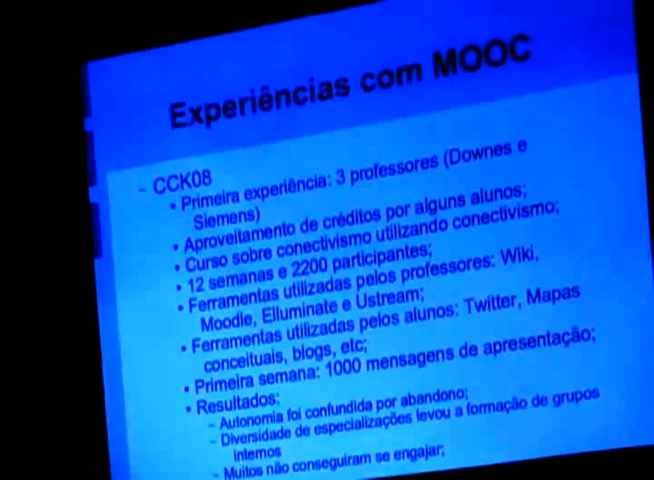 Experiências com MOOC
– CCK08
• Primeira experiência: 3 professores (Downes e
Siemens)
• Aproveitamento de créditos por alguns alunos;
• Curso sobre conectivismo utilizando conectivismo;
• 12 semanas e 2200 participantes;
• Ferramentas utilizadas pelos professores: Wiki,
Moodle, Elluminate e Ustream;
• Ferramentas utilizadas pelos alunos: Twitter, Mapas
conceituais, blogs, etc;
• Primeira semana: 1000 mensagens de apresentação;
• Resultados:
– Autonomia foi confundida por abandono;
– Diversidade de especializações levou a formação de grupos
internos
– Muitos não conseguiram se engajar;